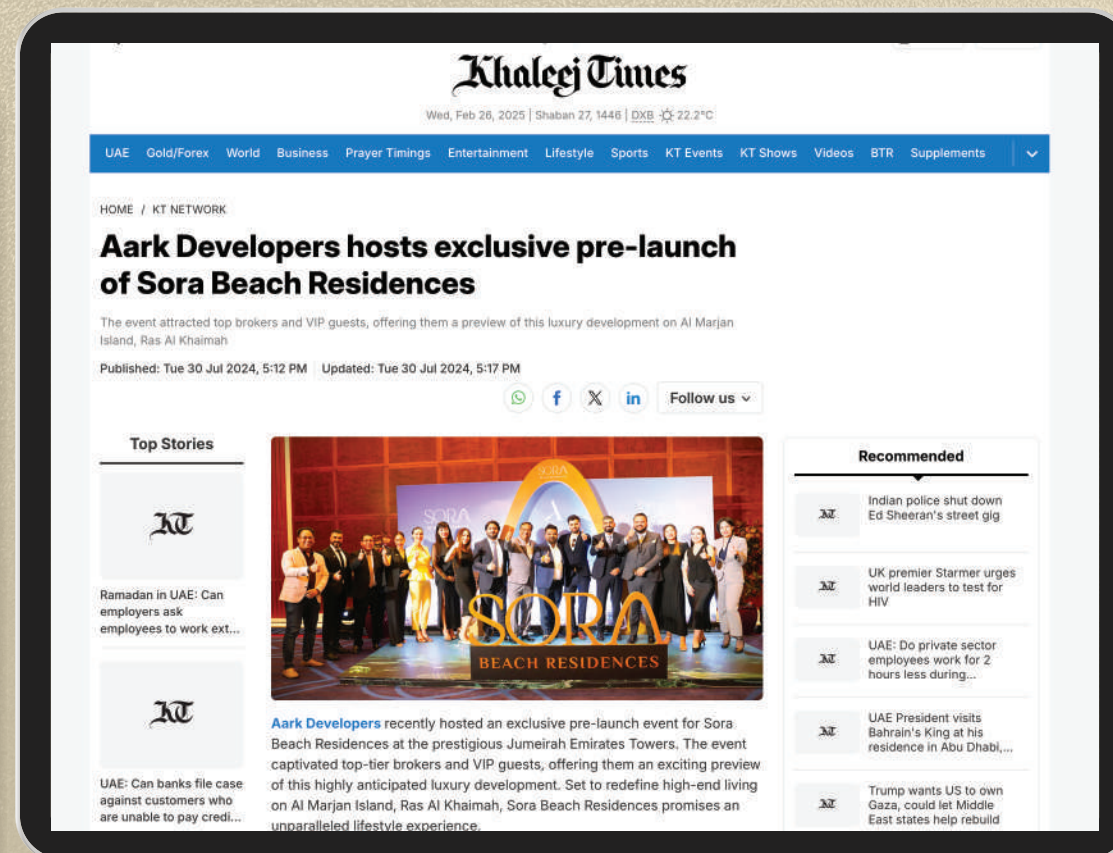 Khaleej Times
Wed, Feb 26, 2025 | Shaban 27, 1446 | DXB 22.2°C
UAE Gold/Forex World Business Prayer Timings Entertainment Lifestyle Sports KT Events KT Shows Videos BTR Supplements
HOME / KT NETWORK
Aark Developers hosts exclusive pre-launch
of Sora Beach Residences
The event attracted top brokers and VIP guests, offering them a preview of this luxury development on Al Marjan
Island, Ras Al Khaimah
Published: Tue 30 Jul 2024, 5:12 PM Updated: Tue 30 Jul 2024, 5:17 PM
f X in Follow us
Top Stories
KT
Ramadan in UAE: Can
employers ask
employees to work ext...
KT
UAE: Can banks file case
against customers who
are unable to pay credi...
SORA
SORA
SORA
BEACH RESIDENCES
Aark Developers recently hosted an exclusive pre-launch event for Sora
Beach Residences at the prestigious Jumeirah Emirates Towers. The event
captivated top-tier brokers and VIP guests, offering them an exciting preview
of this highly anticipated luxury development. Set to redefine high-end living
on Al Marjan Island, Ras Al Khaimah, Sora Beach Residences promises an
unparalleled lifestyle experience.
Recommended
KT
Indian police shut down
Ed Sheeran's street gig
KT
UK premier Starmer urges
world leaders to test for
HIV
KT
UAE: Do private sector
employees work for 2
hours less during...
KT
UAE President visits
Bahrain's King at his
residence in Abu Dhabi,...
KT
Trump wants US to own
Gaza, could let Middle
East states help rebuild